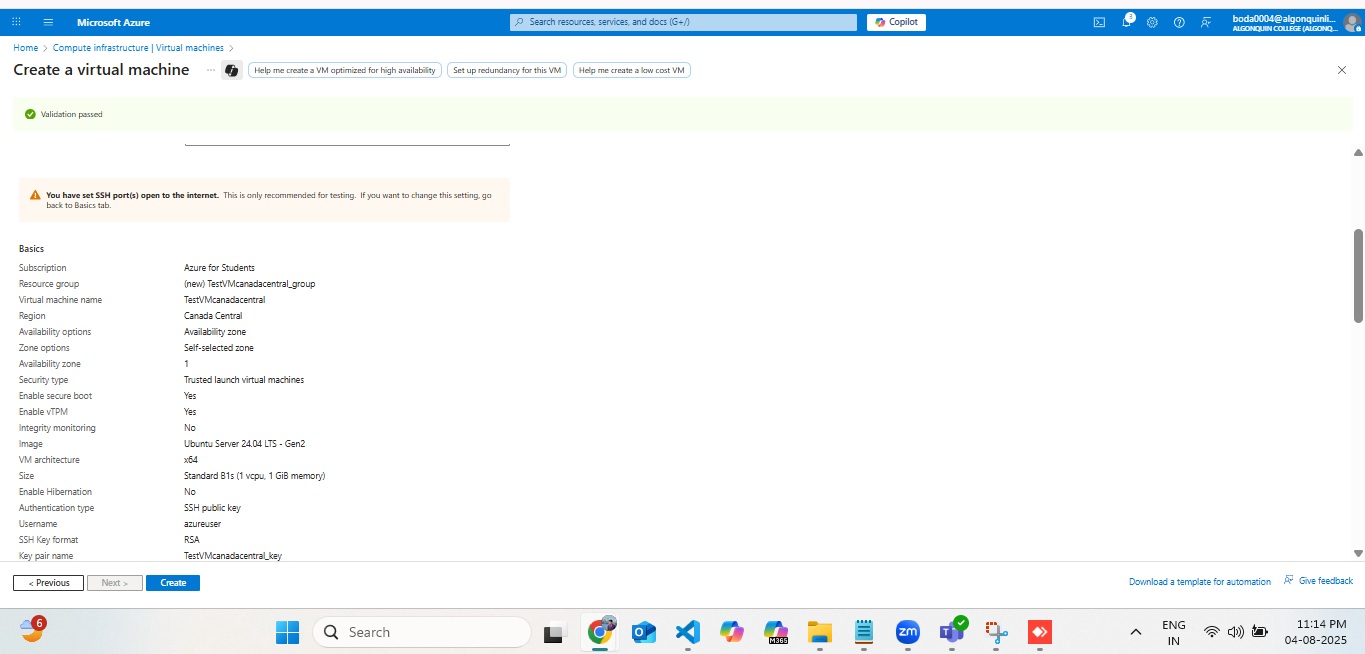 Microsoft Azure
Search resources, services, and docs (G+/)
Copilot
3
boda0004@algonquinli...
ALGONQUIN COLLEGE (ALGONQ...
Home > Compute infrastructure | Virtual machines >
Create a virtual machine ...
Help me create a VM optimized for high availability
Set up redundancy for this VM
Help me create a low cost VM
Validation passed
You have set SSH port(s) open to the internet. This is only recommended for testing. If you want to change this setting, go
back to Basics tab.
Basics
Subscription Azure for Students
Resource group (new) TestVMcanadacentral_group
Virtual machine name TestVMcanadacentral
Region Canada Central
Availability options Availability zone
Zone options Self-selected zone
Availability zone 1
Security type Trusted launch virtual machines
Enable secure boot Yes
Enable vTPM Yes
Integrity monitoring No
Image Ubuntu Server 24.04 LTS - Gen2
VM architecture x64
Size Standard B1s (1 vcpu, 1 GiB memory)
Enable Hibernation No
Authentication type SSH public key
Username azureuser
SSH Key format RSA
Key pair name TestVMcanadacentral_key
< Previous
Next >
Create
Download a template for automation
Give feedback
6
Search
M365
zm
ENG
IN
11:14 PM
04-08-2025